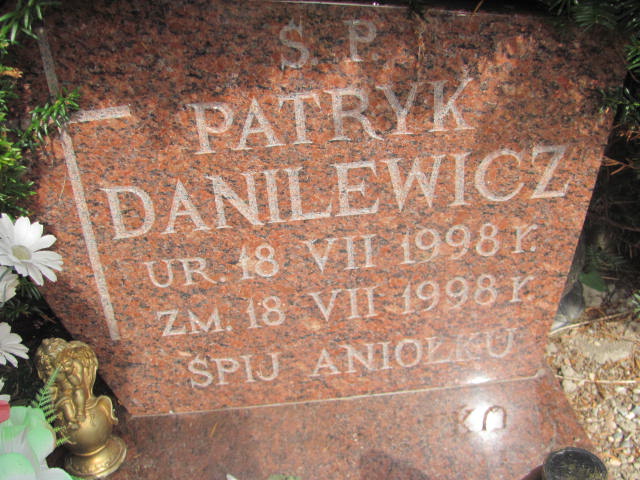 Ś. P.
PATRYK
DANILEWICZ
UR. 18 VII 1998 r.
ZM. 18 VII 1998 r.
ŚPIJ ANIOŁKU